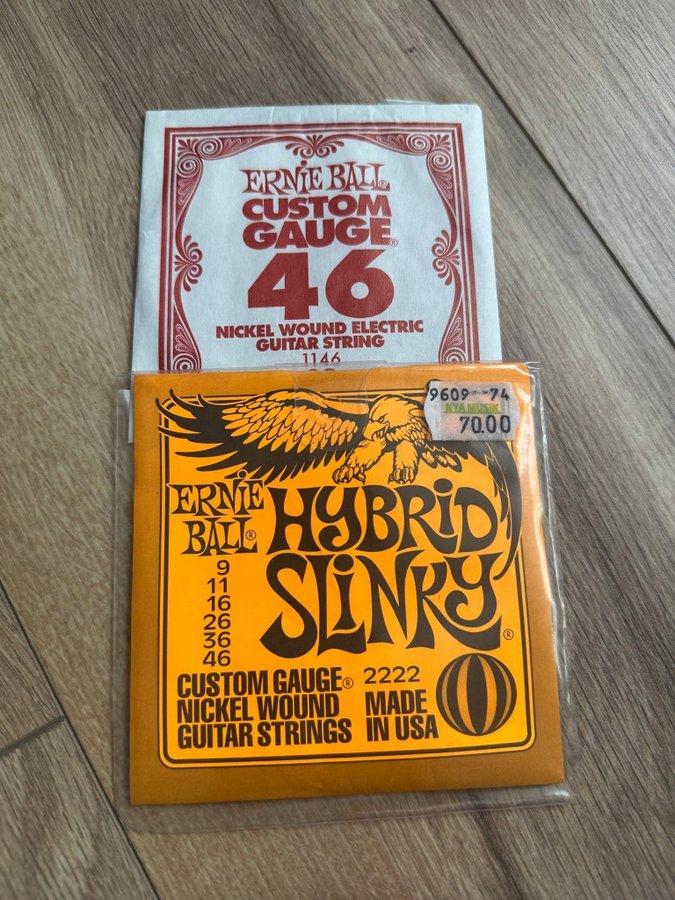 ERNIE BALL®
CUSTOM
GAUGE®
46
NICKEL WOUND ELECTRIC
GUITAR STRING
1146
9609 74
NYA MUSIK
70.00
ERNIE
BALL®
HYBRID
SLINKY®
9
11
16
26
36
46
2222
CUSTOM GAUGE®
NICKEL WOUND
GUITAR STRINGS
MADE
IN USA